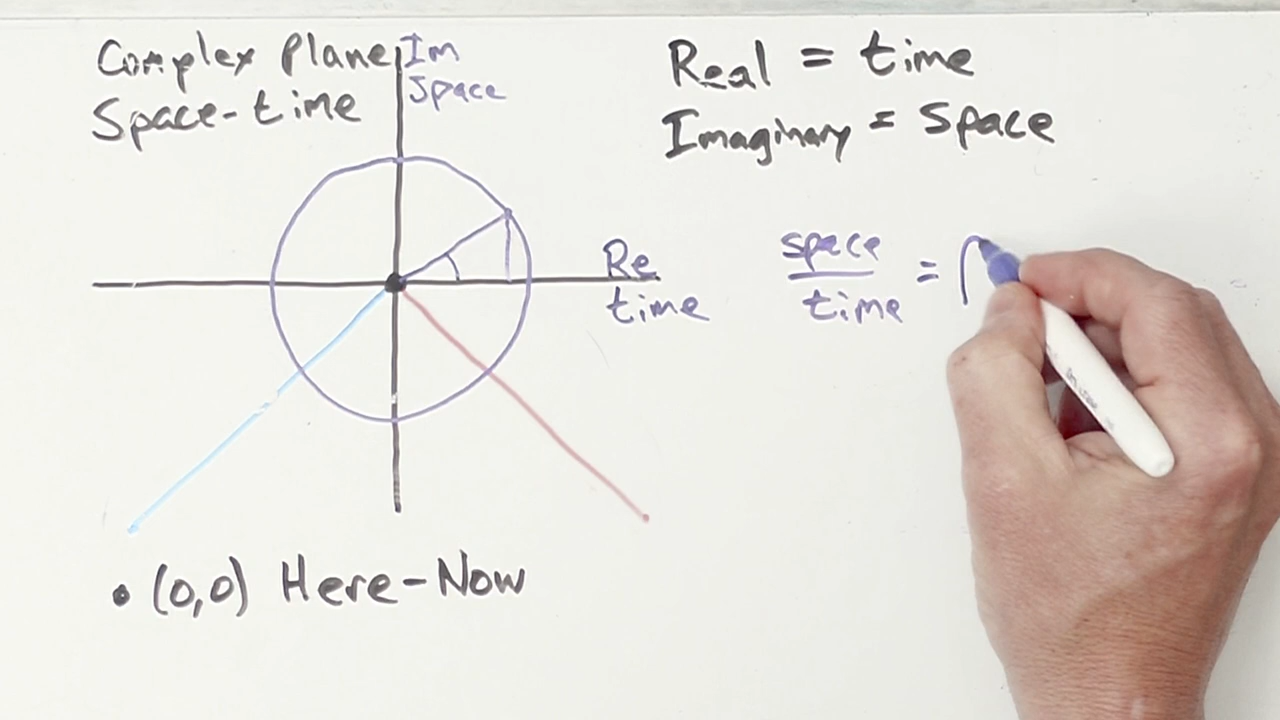 Complex Plane
Space-time
Im
Space
Real = time
Imaginary = Space
Re
time
space
time
=
• (0,0) Here-Now